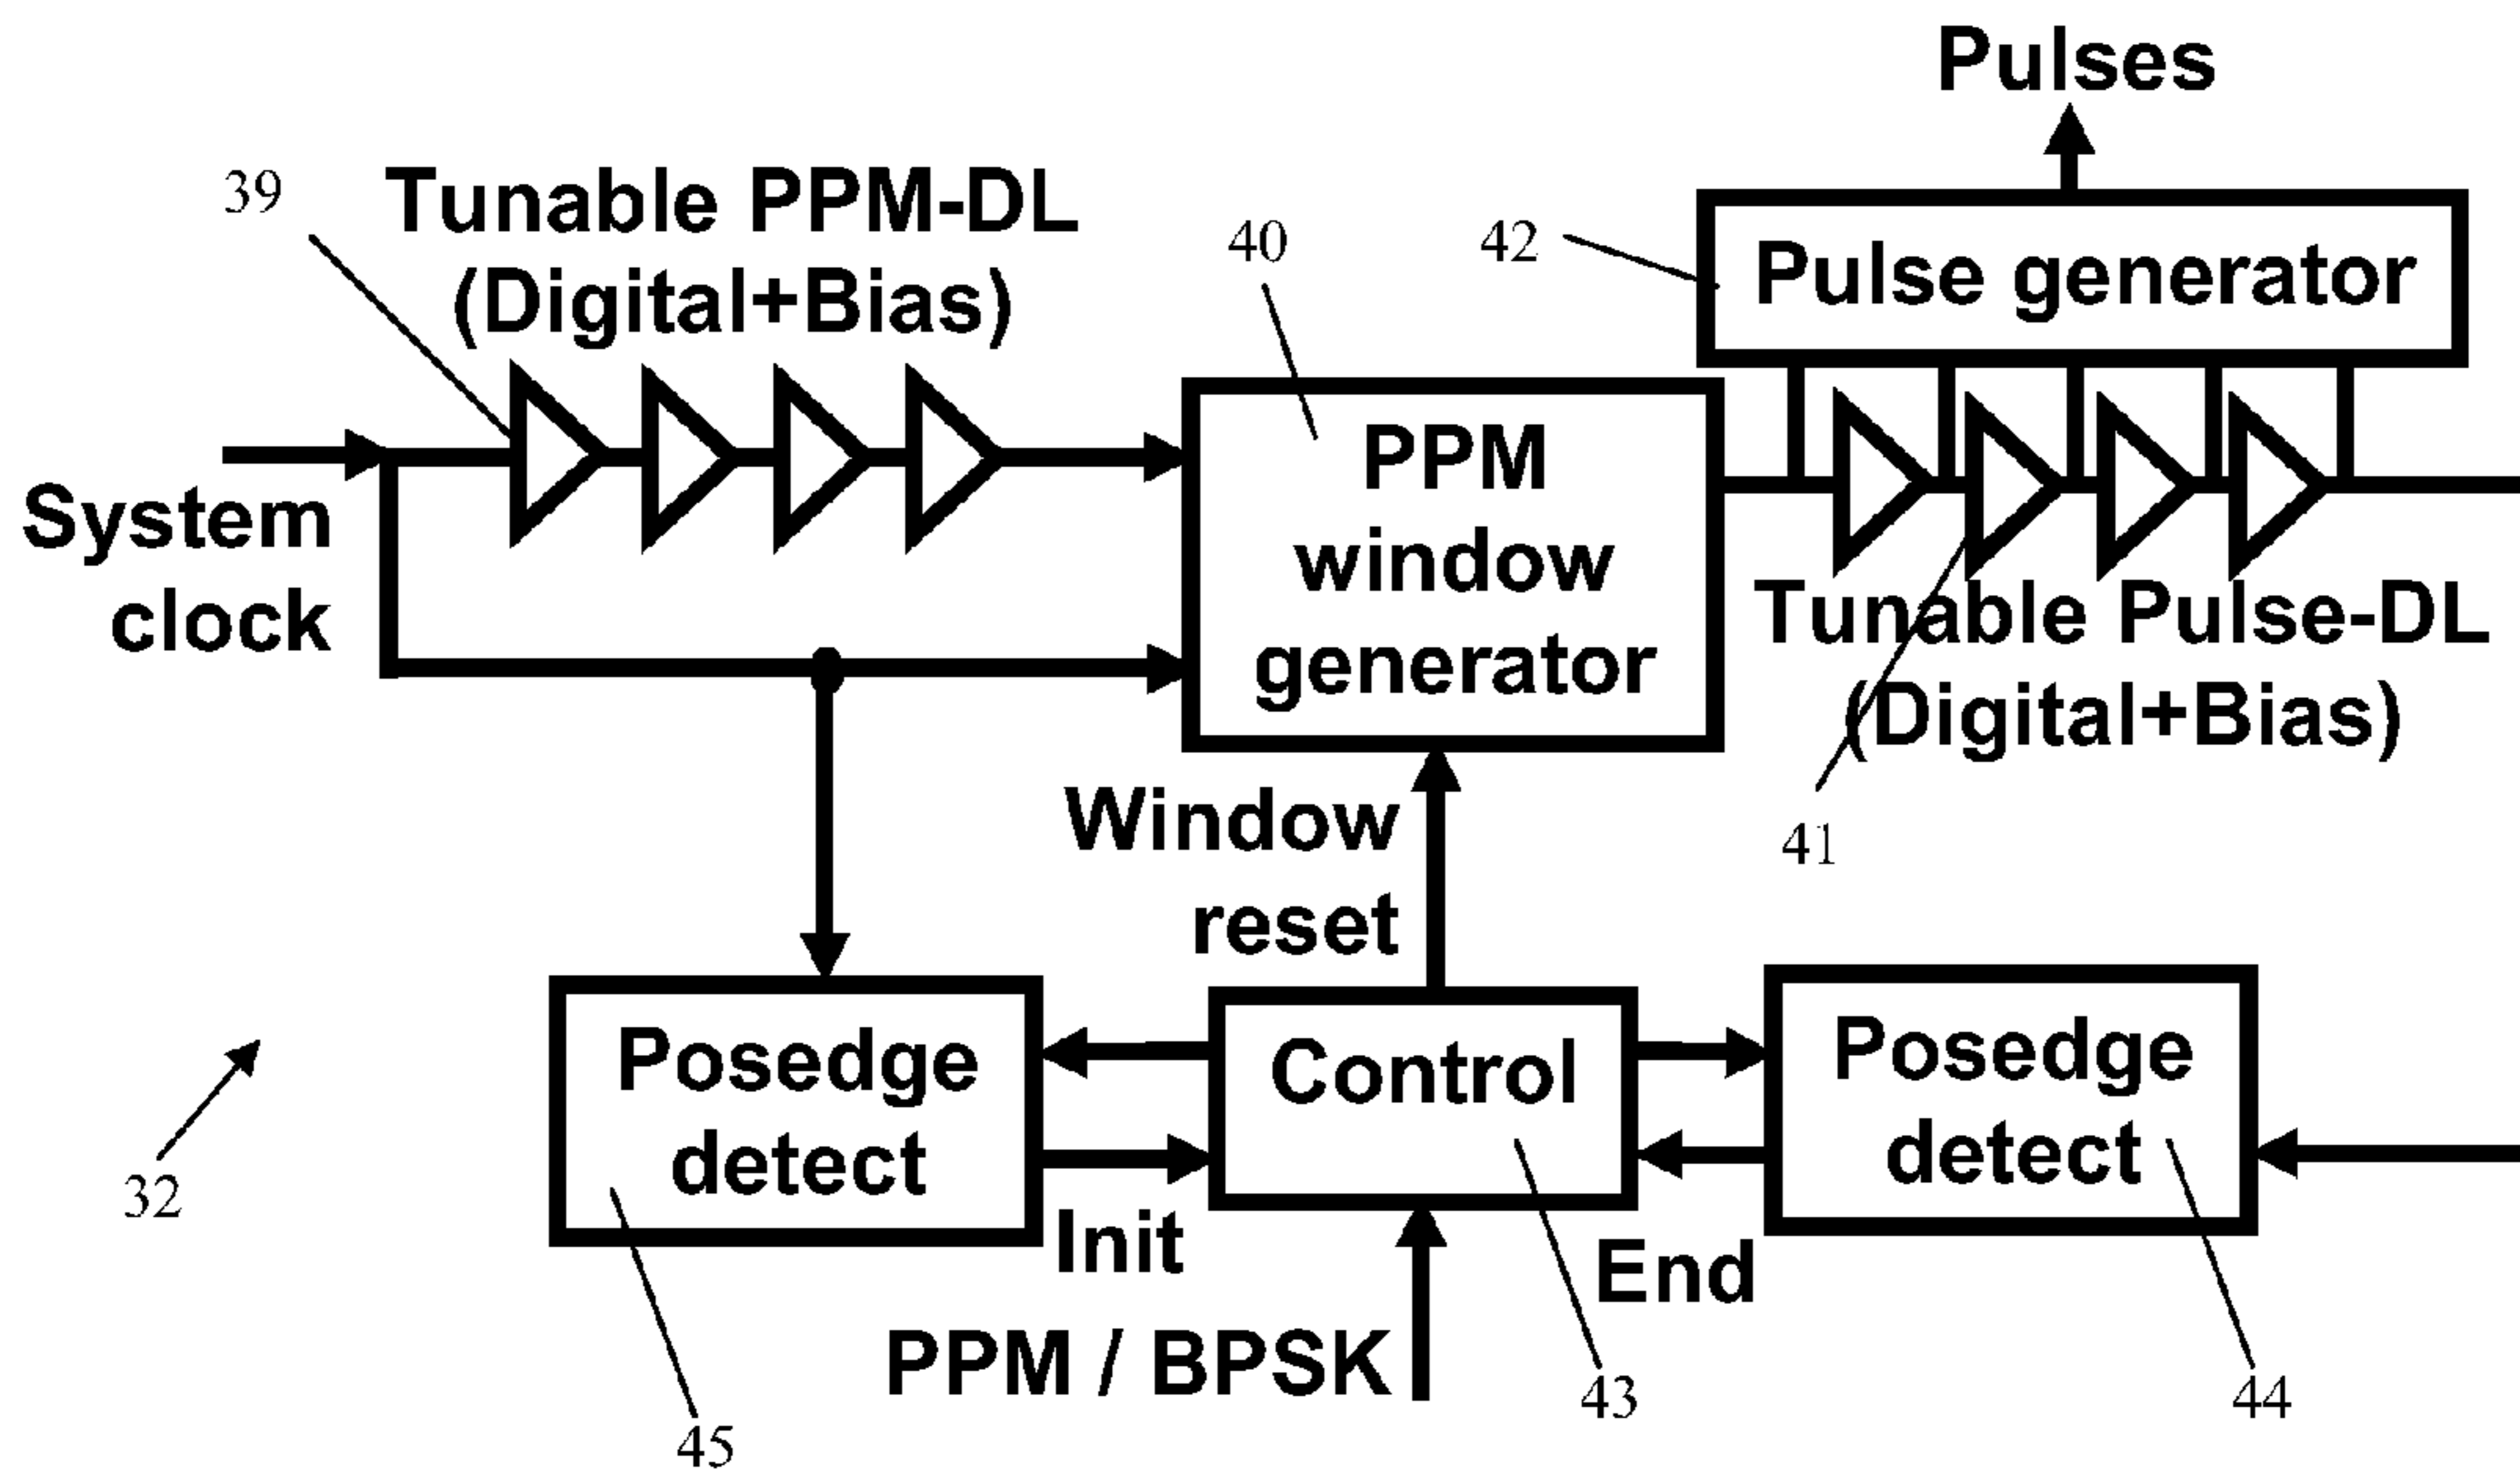 Pulses
39
Tunable PPM-DL
(Digital+Bias)
40
42
Pulse generator
System
clock
PPM
window
generator
Tunable Pulse-DL
(Digital+Bias)
41
Window
reset
Posedge
detect
Control
Posedge
detect
32
Init
End
PPM / BPSK
43
44
45